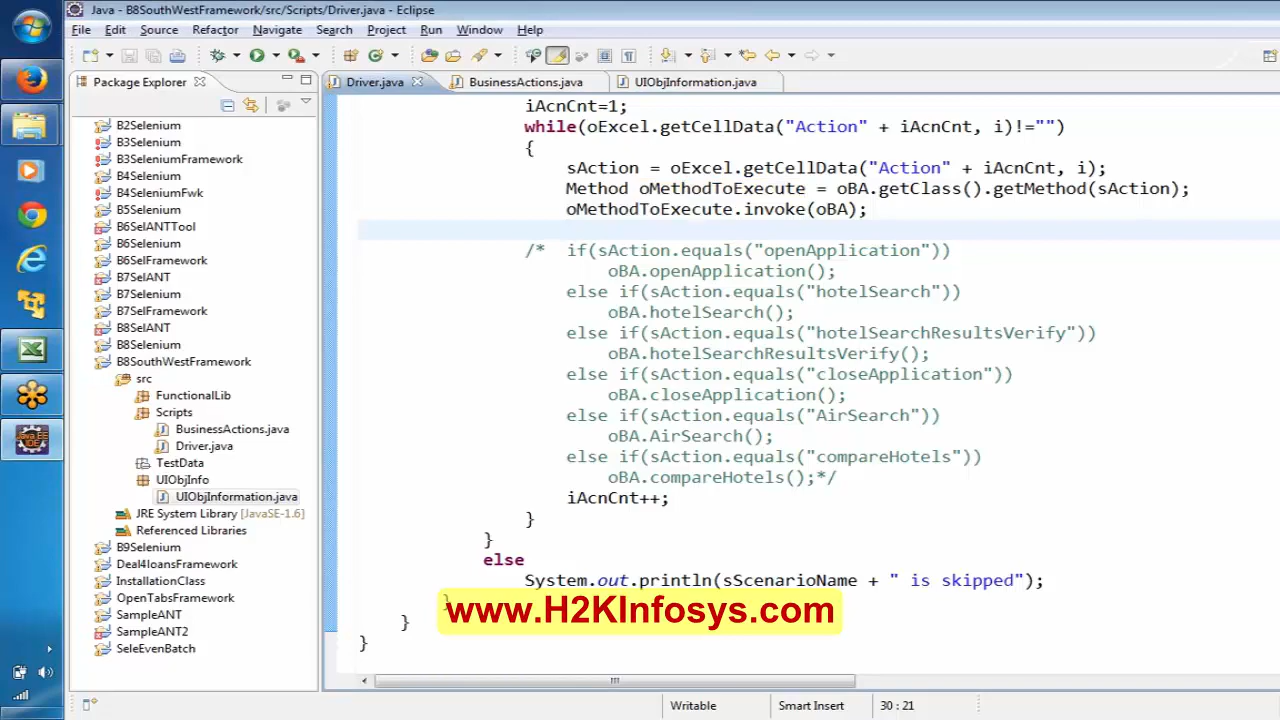 Java - B8SouthWestFramework/src/Scripts/Driver.java - Eclipse
File Edit Source Refactor Navigate Search Project Run Window Help
Package Explorer
Driver.java BusinessActions.java UIObjInformation.java
B2Selenium
B3Selenium
B3SeleniumFramework
B4Selenium
B4SeleniumFwk
B5Selenium
B6SelANTTool
B6Selenium
B6SelFramework
B7SelANT
B7Selenium
B7SelFramework
B8SelANT
B8Selenium
B8SouthWestFramework
src
FunctionalLib
Scripts
BusinessActions.java
Driver.java
TestData
UIObjInfo
UIObjInformation.java
JRE System Library [JavaSE-1.6]
Referenced Libraries
B9Selenium
Deal4loansFramework
InstallationClass
OpenTabsFramework
SampleANT
SampleANT2
SeleEvenBatch
iAcnCnt=1;
while(oExcel.getCellData("Action" + iAcnCnt, i)!="")
{
sAction = oExcel.getCellData("Action" + iAcnCnt, i);
Method oMethodToExecute = oBA.getClass().getMethod(sAction);
oMethodToExecute.invoke(oBA);
/* if(sAction.equals("openApplication"))
oBA.openApplication();
else if(sAction.equals("hotelSearch"))
oBA.hotelSearch();
else if(sAction.equals("hotelSearchResultsVerify"))
oBA.hotelSearchResultsVerify();
else if(sAction.equals("closeApplication"))
oBA.closeApplication();
else if(sAction.equals("AirSearch"))
oBA.AirSearch();
else if(sAction.equals("compareHotels"))
oBA.compareHotels();*/
iAcnCnt++;
}
}
else
System.out.println(sScenarioName + " is skipped");
www.H2KInfosys.com
}
}
Writable Smart Insert 30 : 21